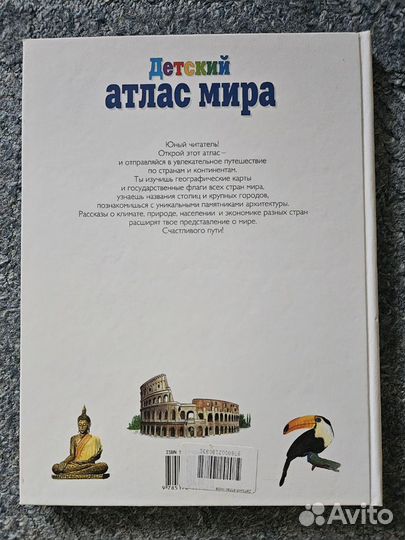 Детский
атлас мира
Юный читатель!
Открой этот атлас –
и отправляйся в увлекательное путешествие
по странам и континентам.
Ты изучишь географические карты
и государственные флаги всех стран мира,
узнаешь названия столиц и крупных городов,
познакомишься с уникальными памятниками архитектуры.
Рассказы о климате, природе, населении и экономике разных стран
расширят твое представление о мире.
Счастливого пути!
ISBN
Avito